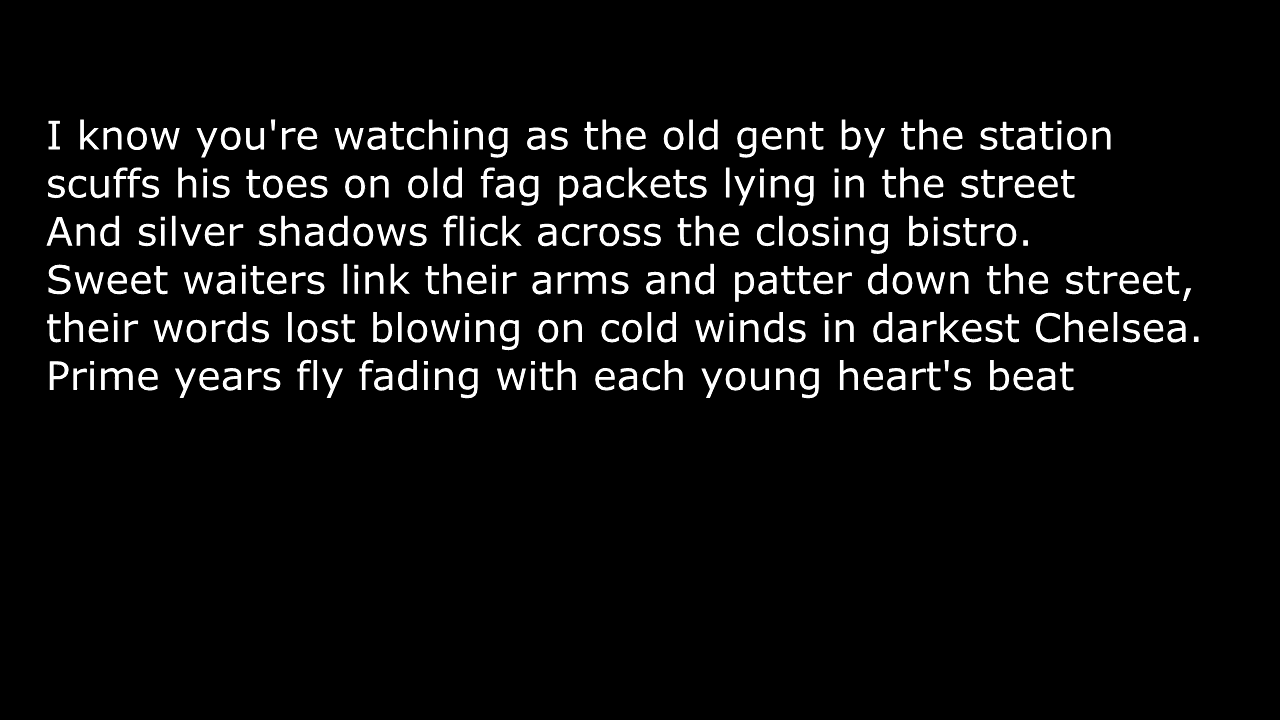 I know you're watching as the old gent by the station
scuffs his toes on old fag packets lying in the street
And silver shadows flick across the closing bistro.
Sweet waiters link their arms and patter down the street,
their words lost blowing on cold winds in darkest Chelsea.
Prime years fly fading with each young heart's beat